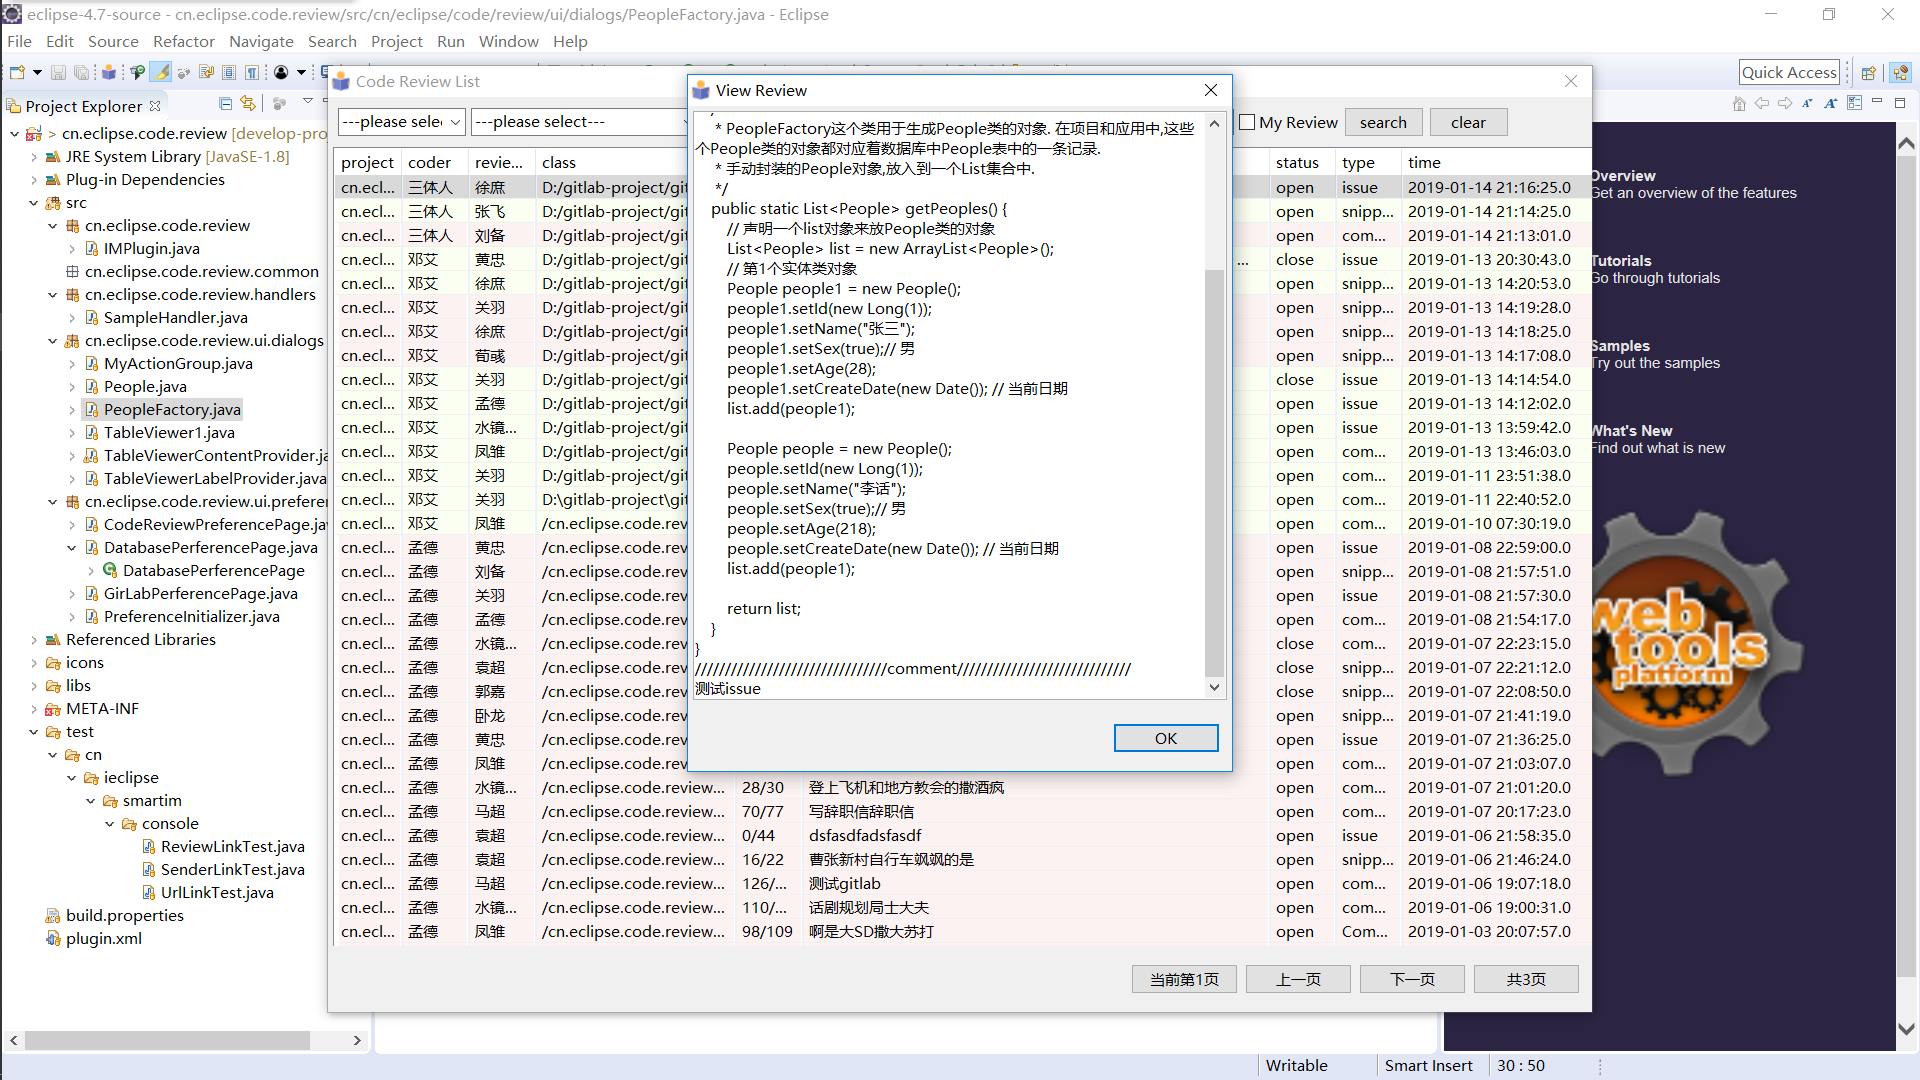 eclipse-4.7-source - cn.eclipse.code.review/src/cn/eclipse/code/review/ui/dialogs/PeopleFactory.java - Eclipse
File Edit Source Refactor Navigate Search Project Run Window Help
Quick Access
Project Explorer
> cn.eclipse.code.review [develop-pro
JRE System Library [JavaSE-1.8]
Plug-in Dependencies
src
cn.eclipse.code.review
IMPlugin.java
cn.eclipse.code.review.common
cn.eclipse.code.review.handlers
SampleHandler.java
cn.eclipse.code.review.ui.dialogs
MyActionGroup.java
People.java
PeopleFactory.java
TableViewer1.java
TableViewerContentProvider.ja
TableViewerLabelProvider.java
cn.eclipse.code.review.ui.preferen
CodeReviewPreferencePage.jav
DatabasePerferencePage.java
DatabasePerferencePage
GirLabPerferencePage.java
PreferenceInitializer.java
Referenced Libraries
icons
libs
META-INF
test
cn
ieclipse
smartim
console
ReviewLinkTest.java
SenderLinkTest.java
UrlLinkTest.java
build.properties
plugin.xml
Code Review List
---please sele ---please select--- My Review search clear
project coder revie... class status type time
cn.ecl... 三体人 徐庶 D:/gitlab-project/git open issue 2019-01-14 21:16:25.0
cn.ecl... 三体人 张飞 D:/gitlab-project/git open snipp... 2019-01-14 21:14:25.0
cn.ecl... 三体人 刘备 D:/gitlab-project/git open com... 2019-01-14 21:13:01.0
cn.ecl... 邓艾 黄忠 D:/gitlab-project/git ... close issue 2019-01-13 20:30:43.0
cn.ecl... 邓艾 徐庶 D:/gitlab-project/git open snipp... 2019-01-13 14:20:53.0
cn.ecl... 邓艾 关羽 D:/gitlab-project/git open snipp... 2019-01-13 14:19:28.0
cn.ecl... 邓艾 徐庶 D:/gitlab-project/git open snipp... 2019-01-13 14:18:25.0
cn.ecl... 邓艾 荀彧 D:/gitlab-project/git open snipp... 2019-01-13 14:17:08.0
cn.ecl... 邓艾 关羽 D:/gitlab-project/git close issue 2019-01-13 14:14:54.0
cn.ecl... 邓艾 孟德 D:/gitlab-project/git open issue 2019-01-13 14:12:02.0
cn.ecl... 邓艾 水镜... D:/gitlab-project/git open issue 2019-01-13 13:59:42.0
cn.ecl... 邓艾 凤雏 D:/gitlab-project/git open com... 2019-01-13 13:46:03.0
cn.ecl... 邓艾 关羽 D:/gitlab-project/git open com... 2019-01-11 23:51:38.0
cn.ecl... 邓艾 关羽 D:\gitlab-project\git open com... 2019-01-11 22:40:52.0
cn.ecl... 邓艾 凤雏 /cn.eclipse.code.rev open com... 2019-01-10 07:30:19.0
cn.ecl... 孟德 黄忠 /cn.eclipse.code.rev open issue 2019-01-08 22:59:00.0
cn.ecl... 孟德 刘备 /cn.eclipse.code.rev open snipp... 2019-01-08 21:57:51.0
cn.ecl... 孟德 关羽 /cn.eclipse.code.rev open issue 2019-01-08 21:57:30.0
cn.ecl... 孟德 孟德 /cn.eclipse.code.rev open com... 2019-01-08 21:54:17.0
cn.ecl... 孟德 水镜... /cn.eclipse.code.rev close com... 2019-01-07 22:23:15.0
cn.ecl... 孟德 袁超 /cn.eclipse.code.rev close snipp... 2019-01-07 22:21:12.0
cn.ecl... 孟德 郭嘉 /cn.eclipse.code.rev close snipp... 2019-01-07 22:08:50.0
cn.ecl... 孟德 卧龙 /cn.eclipse.code.rev open snipp... 2019-01-07 21:41:19.0
cn.ecl... 孟德 黄忠 /cn.eclipse.code.rev open issue 2019-01-07 21:36:25.0
cn.ecl... 孟德 凤雏 /cn.eclipse.code.rev open com... 2019-01-07 21:03:07.0
cn.ecl... 孟德 水镜... /cn.eclipse.code.review... 28/30 登上飞机和地方教会的撒酒疯 open com... 2019-01-07 21:01:20.0
cn.ecl... 孟德 马超 /cn.eclipse.code.review... 70/77 写辞职信辞职信 open com... 2019-01-07 20:17:23.0
cn.ecl... 孟德 袁超 /cn.eclipse.code.review... 0/44 dsfasdfadsfasdf open issue 2019-01-06 21:58:35.0
cn.ecl... 孟德 袁超 /cn.eclipse.code.review... 16/22 曹张新村自行车飒飒的是 open snipp... 2019-01-06 21:46:24.0
cn.ecl... 孟德 马超 /cn.eclipse.code.review... 126/... 测试gitlab open com... 2019-01-06 19:07:18.0
cn.ecl... 孟德 水镜... /cn.eclipse.code.review... 110/... 话剧规划局士大夫 open com... 2019-01-06 19:00:31.0
cn.ecl... 孟德 凤雏 /cn.eclipse.code.review... 98/109 啊是大SD撒大苏打 open Com... 2019-01-03 20:07:57.0
当前第1页 上一页 下一页 共3页
View Review
* PeopleFactory这个类用于生成People类的对象. 在项目和应用中,这些
个People类的对象都对应着数据库中People表中的一条记录.
* 手动封装的People对象,放入到一个List集合中.
*/
public static List<People> getPeoples() {
// 声明一个list对象来放People类的对象
List<People> list = new ArrayList<People>();
// 第1个实体类对象
People people1 = new People();
people1.setId(new Long(1));
people1.setName("张三");
people1.setSex(true);// 男
people1.setAge(28);
people1.setCreateDate(new Date()); // 当前日期
list.add(people1);
People people = new People();
people.setId(new Long(1));
people.setName("李话");
people.setSex(true);// 男
people.setAge(218);
people.setCreateDate(new Date()); // 当前日期
list.add(people1);
return list;
}
}
////////////////////////////////comment/////////////////////////////
测试issue
OK
Overview
Get an overview of the features
Tutorials
Go through tutorials
Samples
Try out the samples
What's New
Find out what is new
web
tools
platform
Writable Smart Insert 30 : 50